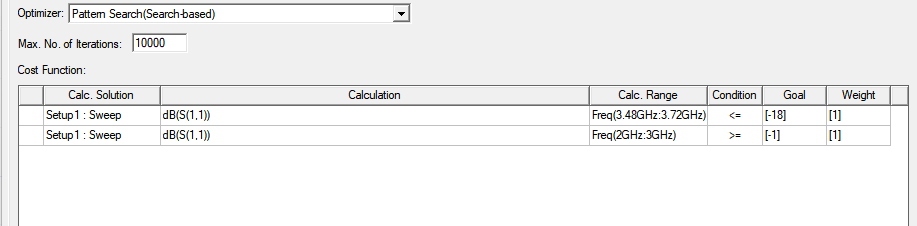 Optimizer: Pattern Search(Search-based)
Max. No. of Iterations: 10000
Cost Function:
Calc. Solution Calculation Calc. Range Condition Goal Weight
Setup1 : Sweep dB(S(1,1)) Freq(3.48GHz:3.72GHz) <= [-18] [1]
Setup1 : Sweep dB(S(1,1)) Freq(2GHz:3GHz) >= [-1] [1]